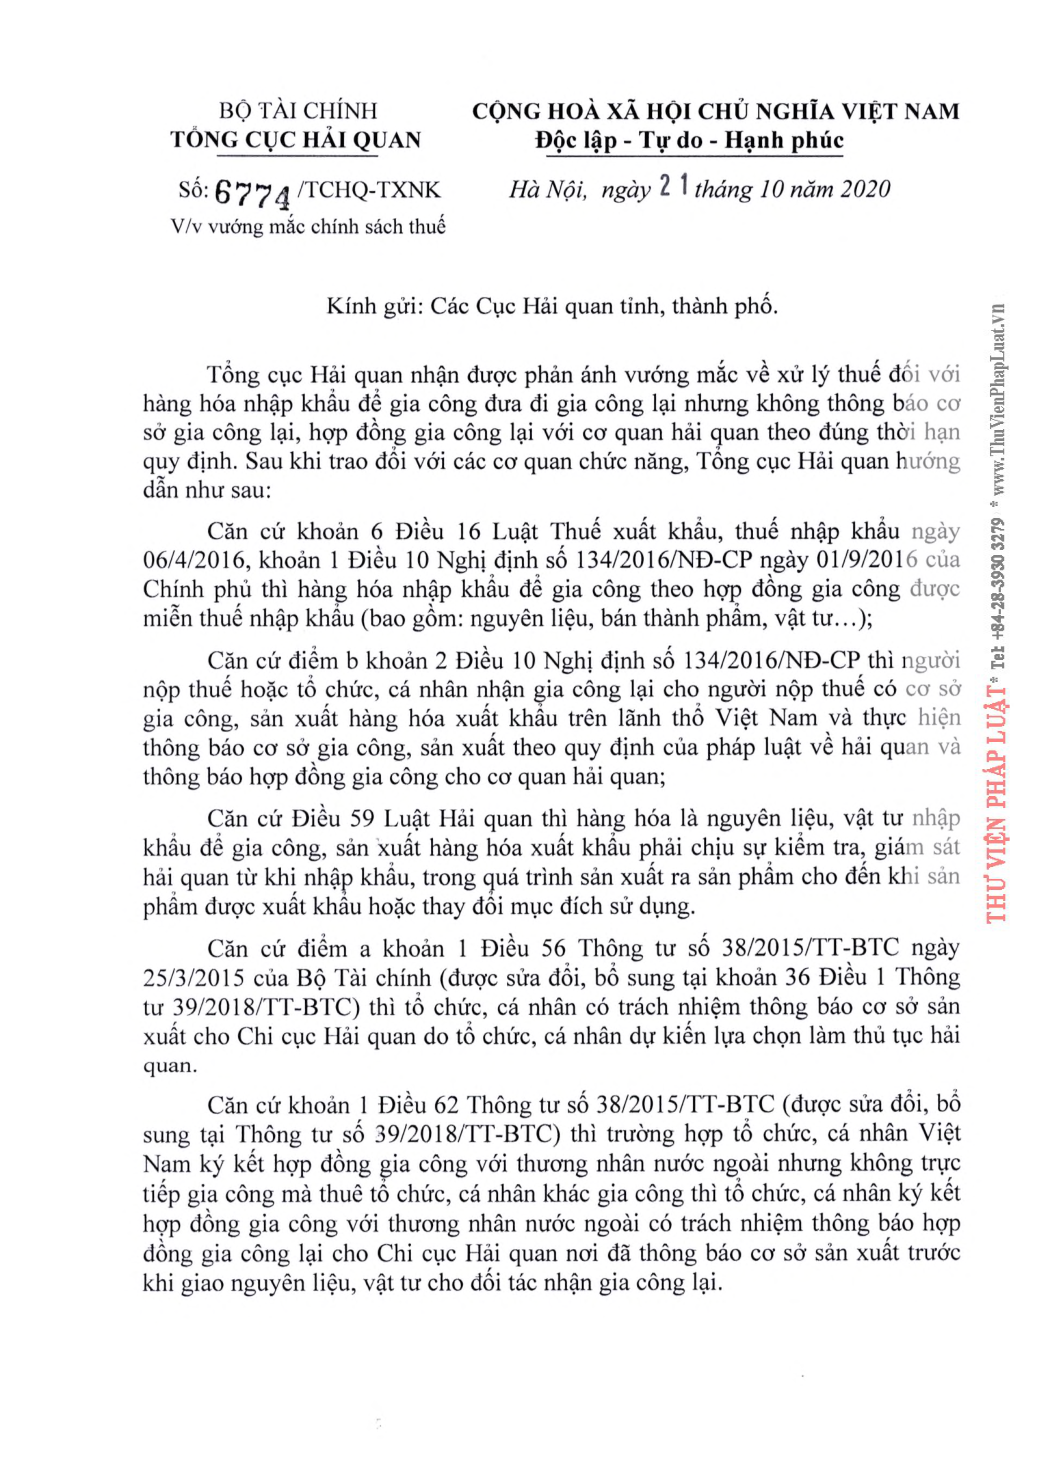 BỘ TÀI CHÍNH
TỔNG CỤC HẢI QUAN
Số: 6774 /TCHQ-TXNK
V/v vướng mắc chính sách thuế
CỘNG HOÀ XÃ HỘI CHỦ NGHĨA VIỆT NAM
Độc lập - Tự do - Hạnh phúc
Hà Nội, ngày 21 tháng 10 năm 2020
Kính gửi: Các Cục Hải quan tỉnh, thành phố.
Tổng cục Hải quan nhận được phản ánh vướng mắc về xử lý thuế đối với
hàng hóa nhập khẩu để gia công đưa đi gia công lại nhưng không thông báo cơ
sở gia công lại, hợp đồng gia công lại với cơ quan hải quan theo đúng thời hạn
quy định. Sau khi trao đổi với các cơ quan chức năng, Tổng cục Hải quan hướng
dẫn như sau:
Căn cứ khoản 6 Điều 16 Luật Thuế xuất khẩu, thuế nhập khẩu ngày
06/4/2016, khoản 1 Điều 10 Nghị định số 134/2016/NĐ-CP ngày 01/9/2016 của
Chính phủ thì hàng hóa nhập khẩu để gia công theo hợp đồng gia công được
miễn thuế nhập khẩu (bao gồm: nguyên liệu, bán thành phẩm, vật tư...);
Căn cứ điểm b khoản 2 Điều 10 Nghị định số 134/2016/NĐ-CP thì người
nộp thuế hoặc tổ chức, cá nhân nhận gia công lại cho người nộp thuế có cơ sở
gia công, sản xuất hàng hóa xuất khẩu trên lãnh thổ Việt Nam và thực hiện
thông báo cơ sở gia công, sản xuất theo quy định của pháp luật về hải quan và
thông báo hợp đồng gia công cho cơ quan hải quan;
Căn cứ Điều 59 Luật Hải quan thì hàng hóa là nguyên liệu, vật tư nhập
khẩu để gia công, sản xuất hàng hóa xuất khẩu phải chịu sự kiểm tra, giám sát
hải quan từ khi nhập khẩu, trong quá trình sản xuất ra sản phẩm cho đến khi sản
phẩm được xuất khẩu hoặc thay đổi mục đích sử dụng.
Căn cứ điểm a khoản 1 Điều 56 Thông tư số 38/2015/TT-BTC ngày
25/3/2015 của Bộ Tài chính (được sửa đổi, bổ sung tại khoản 36 Điều 1 Thông
tư 39/2018/TT-BTC) thì tổ chức, cá nhân có trách nhiệm thông báo cơ sở sản
xuất cho Chi cục Hải quan do tổ chức, cá nhân dự kiến lựa chọn làm thủ tục hải
quan.
Căn cứ khoản 1 Điều 62 Thông tư số 38/2015/TT-BTC (được sửa đổi, bổ
sung tại Thông tư số 39/2018/TT-BTC) thì trường hợp tổ chức, cá nhân Việt
Nam ký kết hợp đồng gia công với thương nhân nước ngoài nhưng không trực
tiếp gia công mà thuê tổ chức, cá nhân khác gia công thì tổ chức, cá nhân ký kết
hợp đồng gia công với thương nhân nước ngoài có trách nhiệm thông báo hợp
đồng gia công lại cho Chi cục Hải quan nơi đã thông báo cơ sở sản xuất trước
khi giao nguyên liệu, vật tư cho đối tác nhận gia công lại.
THƯ VIỆN PHÁP LUẬT * Tel: +84-28-3930 3279 * www.ThuVienPhapLuat.vn